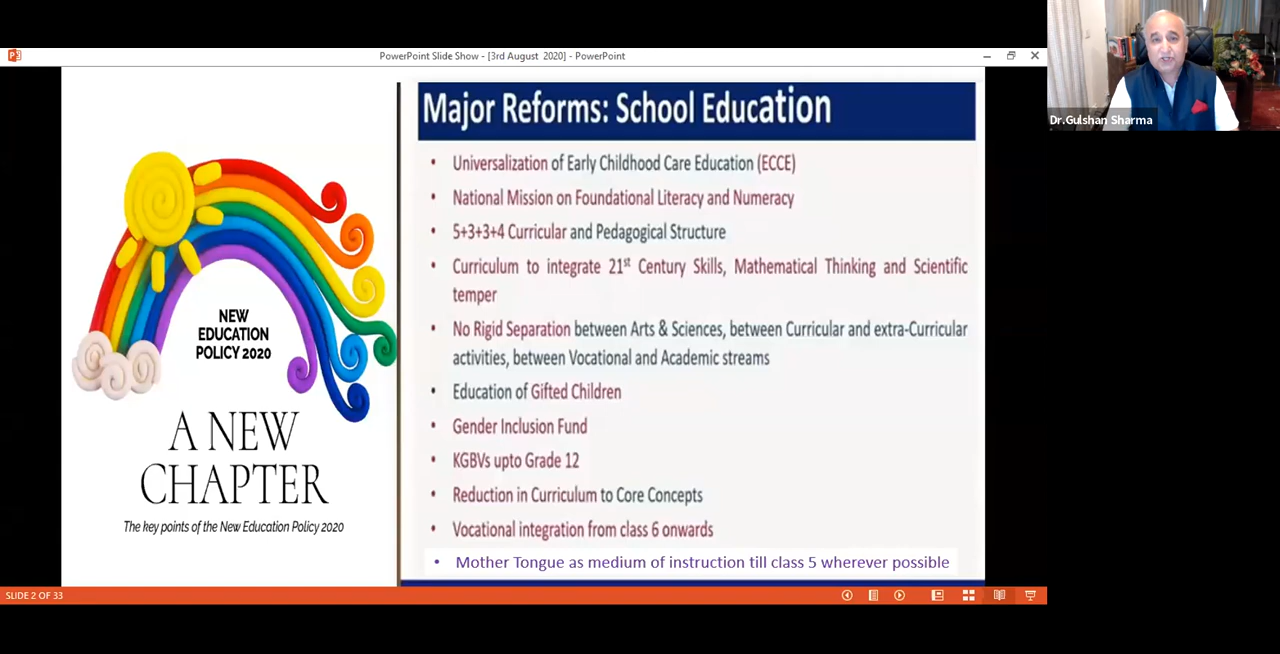 PowerPoint Slide Show - [3rd August 2020] - PowerPoint
Dr.Gulshan Sharma
NEW
EDUCATION
POLICY 2020
A NEW
CHAPTER
The key points of the New Education Policy 2020
Major Reforms: School Education
• Universalization of Early Childhood Care Education (ECCE)
• National Mission on Foundational Literacy and Numeracy
• 5+3+3+4 Curricular and Pedagogical Structure
• Curriculum to integrate 21st Century Skills, Mathematical Thinking and Scientific
temper
• No Rigid Separation between Arts & Sciences, between Curricular and extra-Curricular
activities, between Vocational and Academic streams
• Education of Gifted Children
• Gender Inclusion Fund
• KGBVs upto Grade 12
• Reduction in Curriculum to Core Concepts
• Vocational integration from class 6 onwards
• Mother Tongue as medium of instruction till class 5 wherever possible
SLIDE 2 OF 33